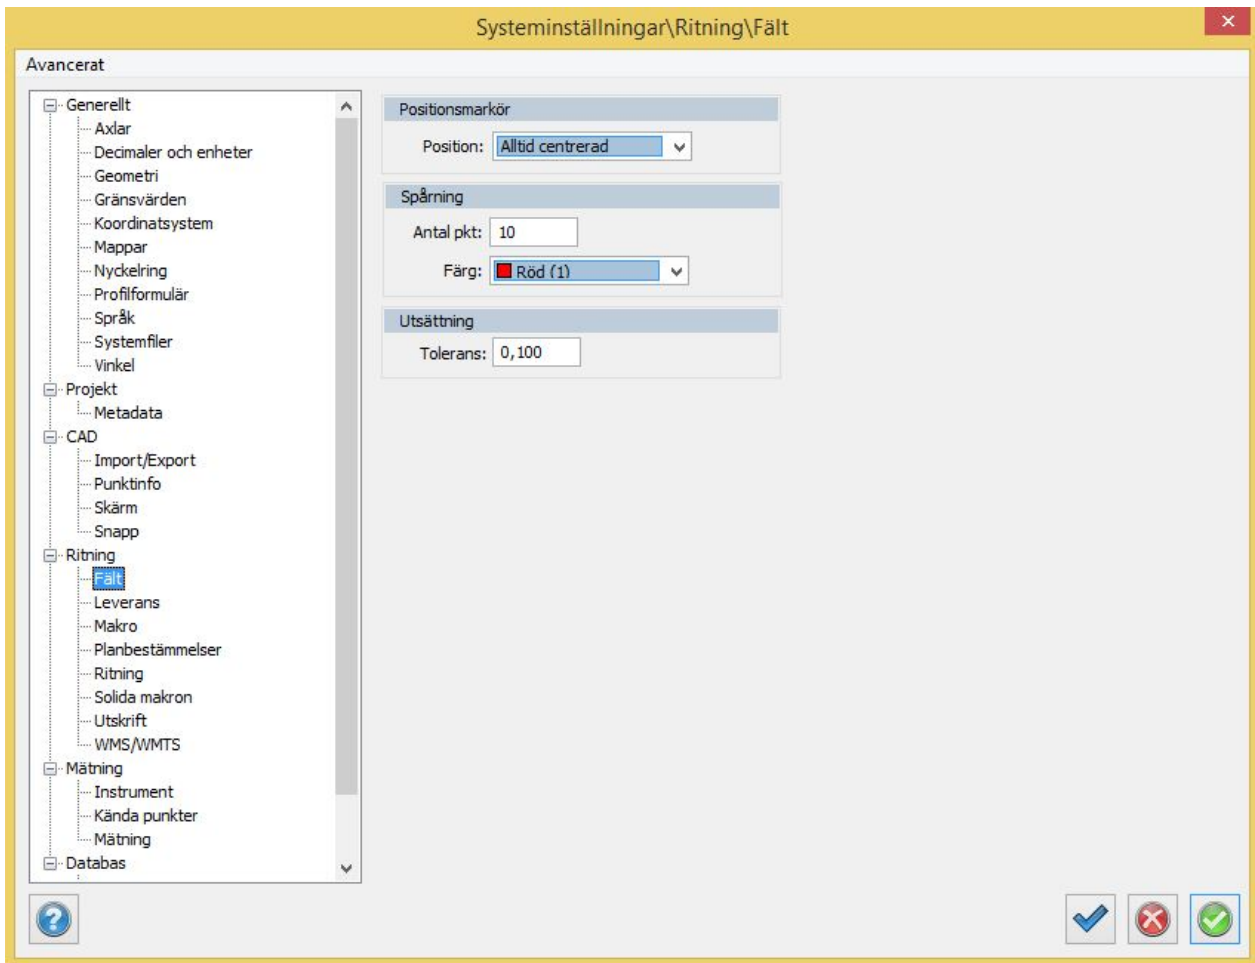 Systeminställningar\Ritning\Fält
Avancerat
Generellt
Axlar
Decimaler och enheter
Geometri
Gränsvärden
Koordinatsystem
Mappar
Nyckelring
Profilformulär
Språk
Systemfiler
Vinkel
Projekt
Metadata
CAD
Import/Export
Punktinfo
Skärm
Snapp
Ritning
Fält
Leverans
Makro
Planbestämmelser
Ritning
Solida makron
Utskrift
WMS/WMTS
Mätning
Instrument
Kända punkter
Mätning
Databas
Positionsmarkör
Position: Alltid centrerad
Spårning
Antal pkt: 10
Färg: Röd (1)
Utsättning
Tolerans: 0,100